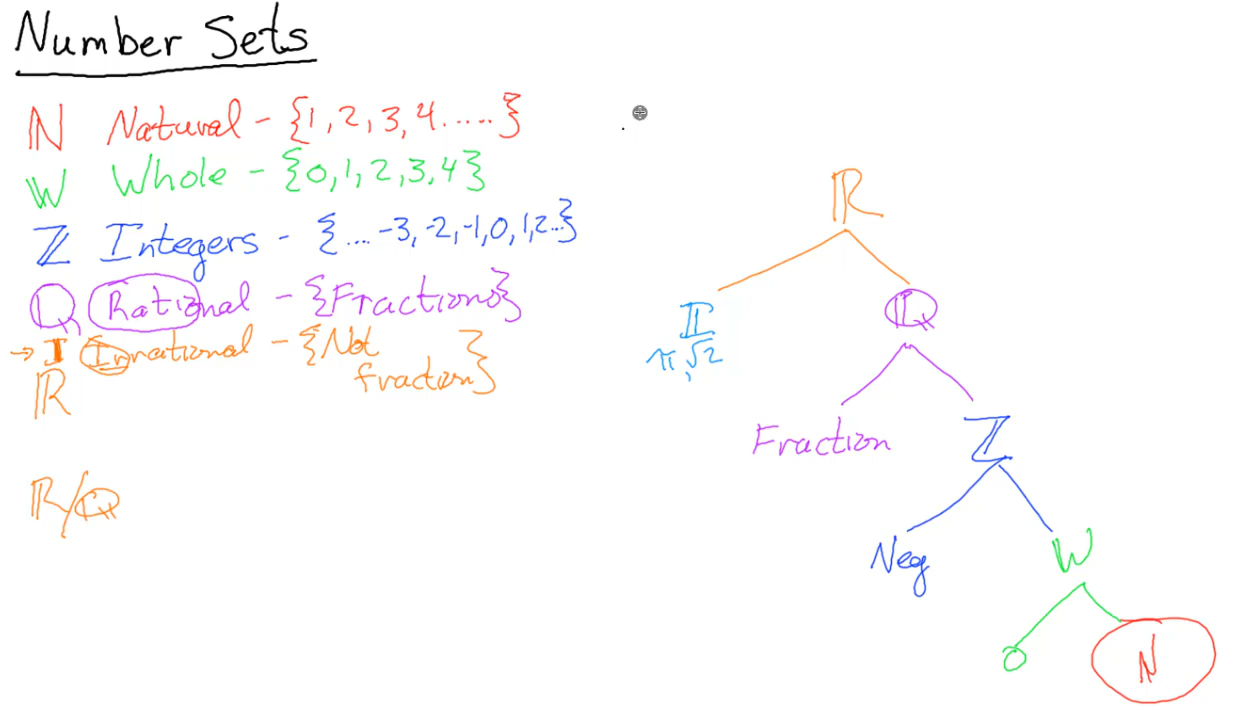 Number Sets
ℕ Natural - {1, 2, 3, 4.....}
𝕎 Whole - {0, 1, 2, 3, 4}
ℤ Integers - {.... -3, -2, -1, 0, 1, 2...}
ℚ Rational - {Fractions}
→ 𝕀 Irrational - {Not
fraction}
ℝ
ℝ/ℚ
ℝ
𝕀 ℚ
π, √2
Fraction ℤ
Neg 𝕎
0 N